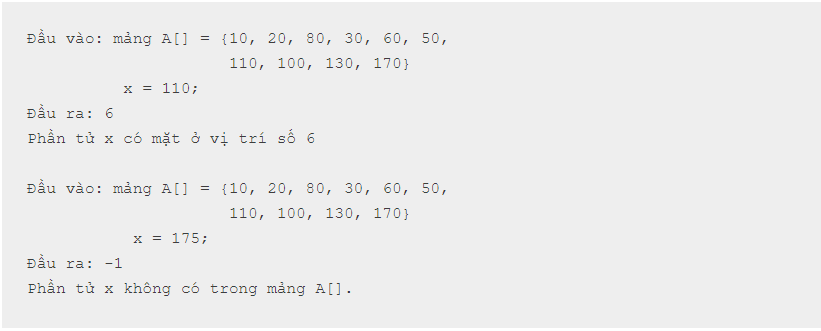 Đầu vào: mảng A[] = {10, 20, 80, 30, 60, 50,
110, 100, 130, 170}
x = 110;
Đầu ra: 6
Phần tử x có mặt ở vị trí số 6
Đầu vào: mảng A[] = {10, 20, 80, 30, 60, 50,
110, 100, 130, 170}
x = 175;
Đầu ra: -1
Phần tử x không có trong mảng A[].